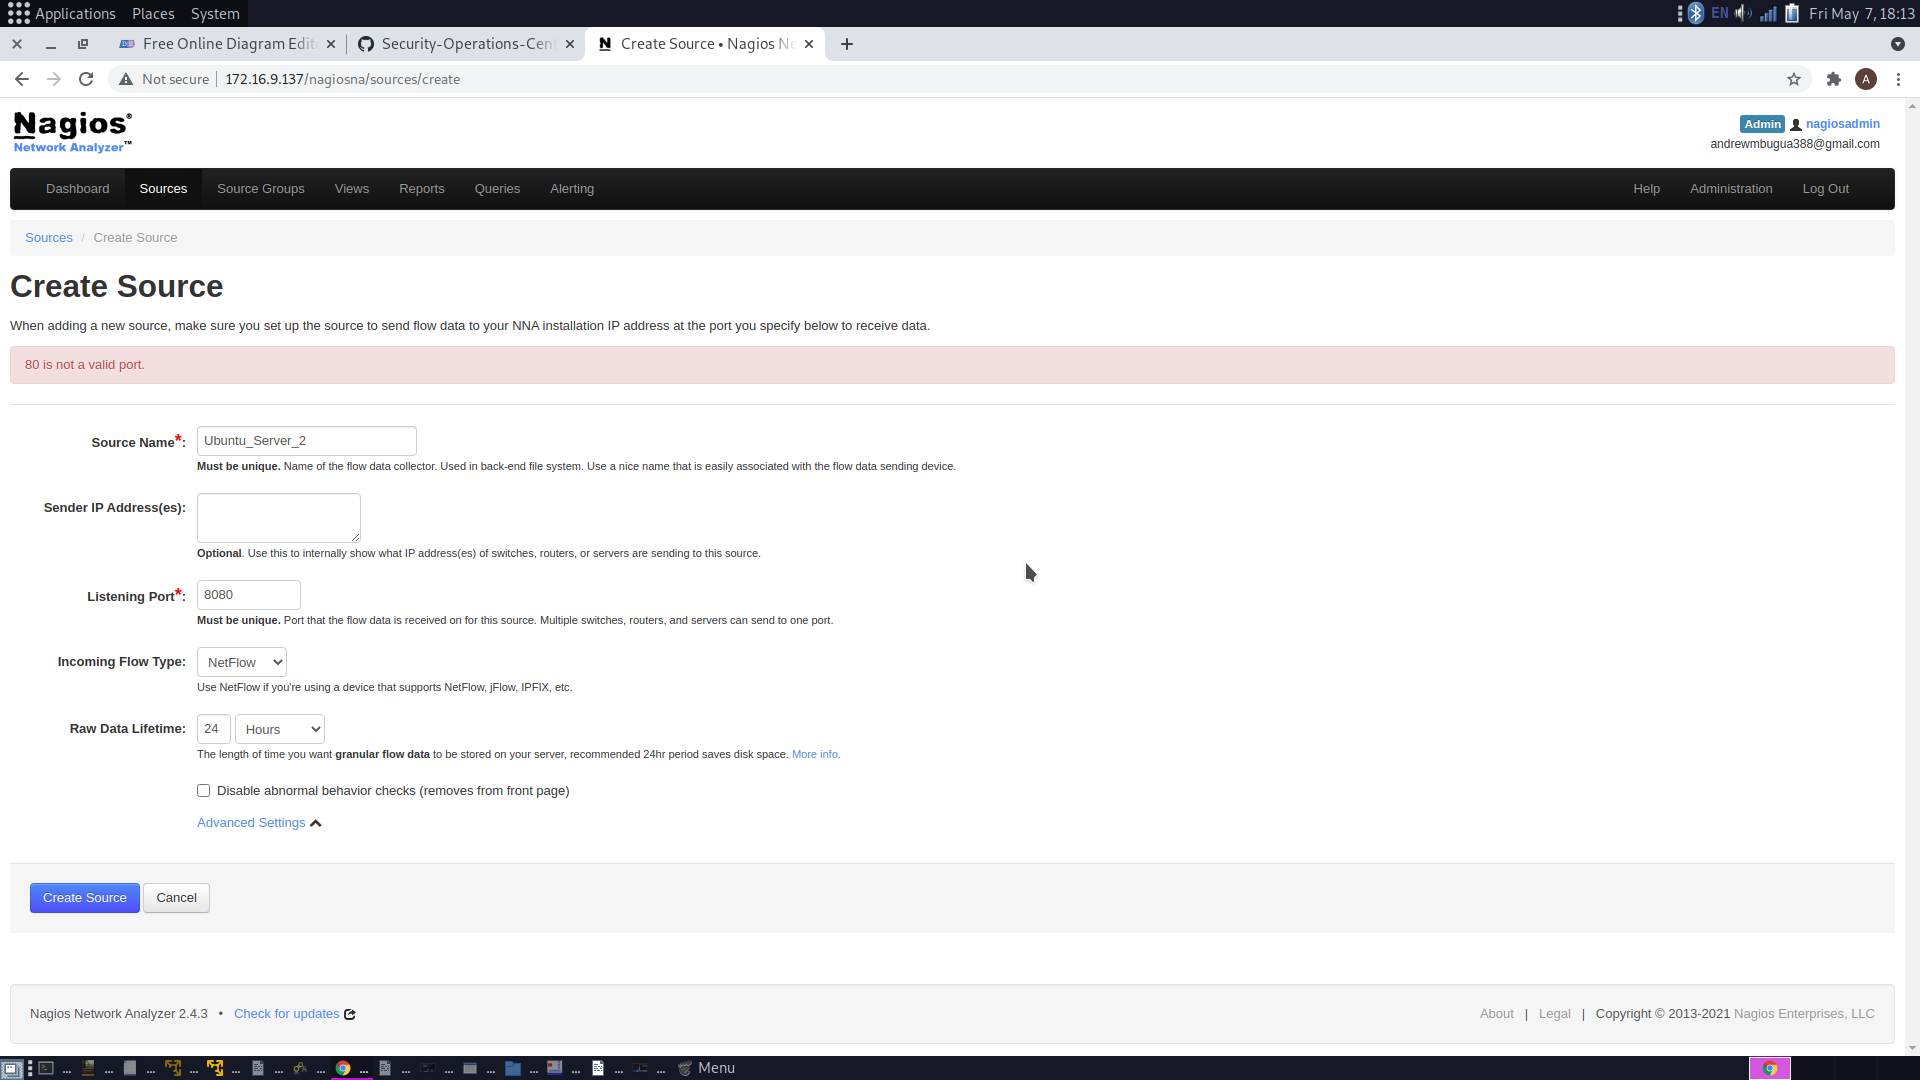 Applications Places System EN Fri May 7, 18:13
Free Online Diagram Edit Security-Operations-Cent Create Source • Nagios Ne
Not secure 172.16.9.137/nagiosna/sources/create A
Nagios®
Network Analyzer™
Admin nagiosadmin
andrewmbugua388@gmail.com
Dashboard Sources Source Groups Views Reports Queries Alerting Help Administration Log Out
Sources / Create Source
Create Source
When adding a new source, make sure you set up the source to send flow data to your NNA installation IP address at the port you specify below to receive data.
80 is not a valid port.
Source Name*: Ubuntu_Server_2
Must be unique. Name of the flow data collector. Used in back-end file system. Use a nice name that is easily associated with the flow data sending device.
Sender IP Address(es):
Optional. Use this to internally show what IP address(es) of switches, routers, or servers are sending to this source.
Listening Port*: 8080
Must be unique. Port that the flow data is received on for this source. Multiple switches, routers, and servers can send to one port.
Incoming Flow Type: NetFlow
Use NetFlow if you're using a device that supports NetFlow, jFlow, IPFIX, etc.
Raw Data Lifetime: 24 Hours
The length of time you want granular flow data to be stored on your server, recommended 24hr period saves disk space. More info.
Disable abnormal behavior checks (removes from front page)
Advanced Settings
Create Source Cancel
Nagios Network Analyzer 2.4.3 • Check for updates About | Legal | Copyright © 2013-2021 Nagios Enterprises, LLC
... ... ... ... ... ... ... ... ... ... ... ... ... ... ... Menu